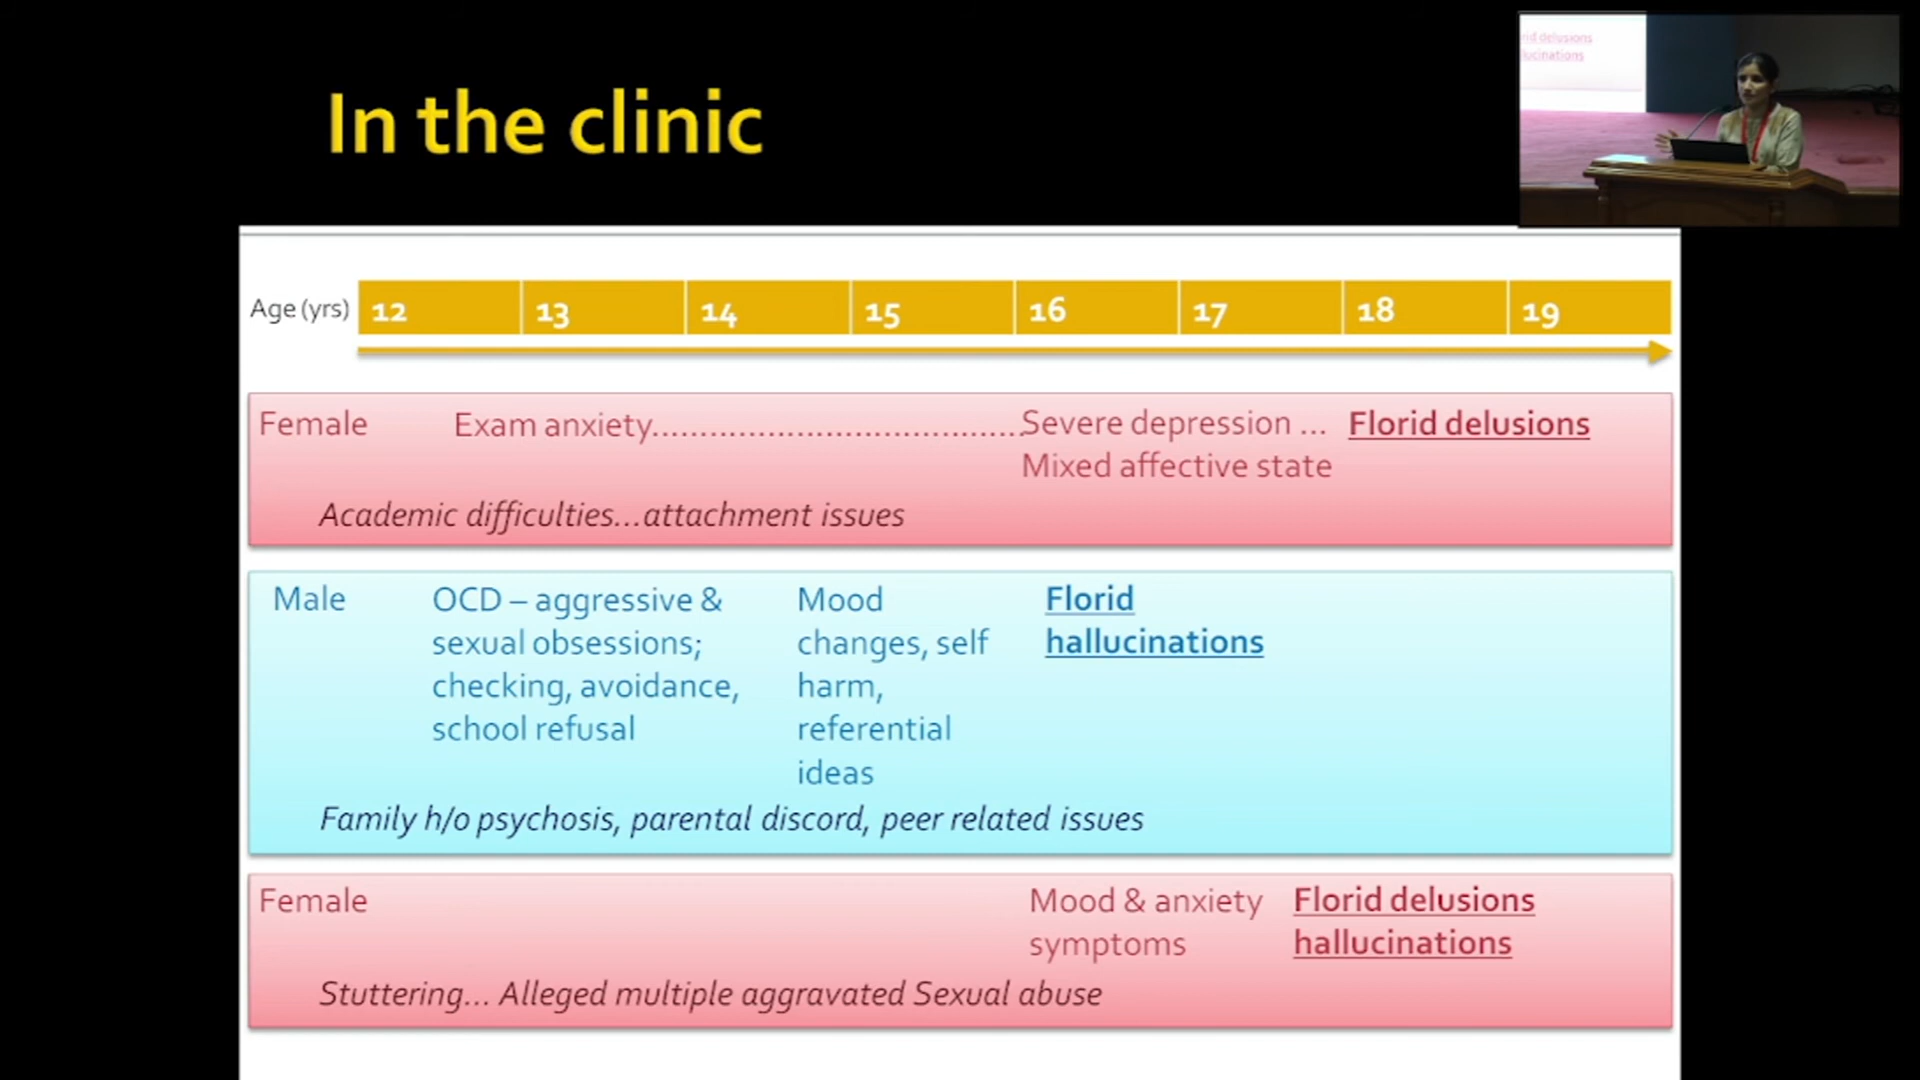 In the clinic
rid delusions
ucinations
Age (yrs) 12 13 14 15 16 17 18 19
Female Exam anxiety.......................................Severe depression ... Florid delusions
Mixed affective state
Academic difficulties...attachment issues
Male OCD – aggressive & Mood Florid
sexual obsessions; changes, self hallucinations
checking, avoidance, harm,
school refusal referential
ideas
Family h/o psychosis, parental discord, peer related issues
Female Mood & anxiety Florid delusions
symptoms hallucinations
Stuttering... Alleged multiple aggravated Sexual abuse